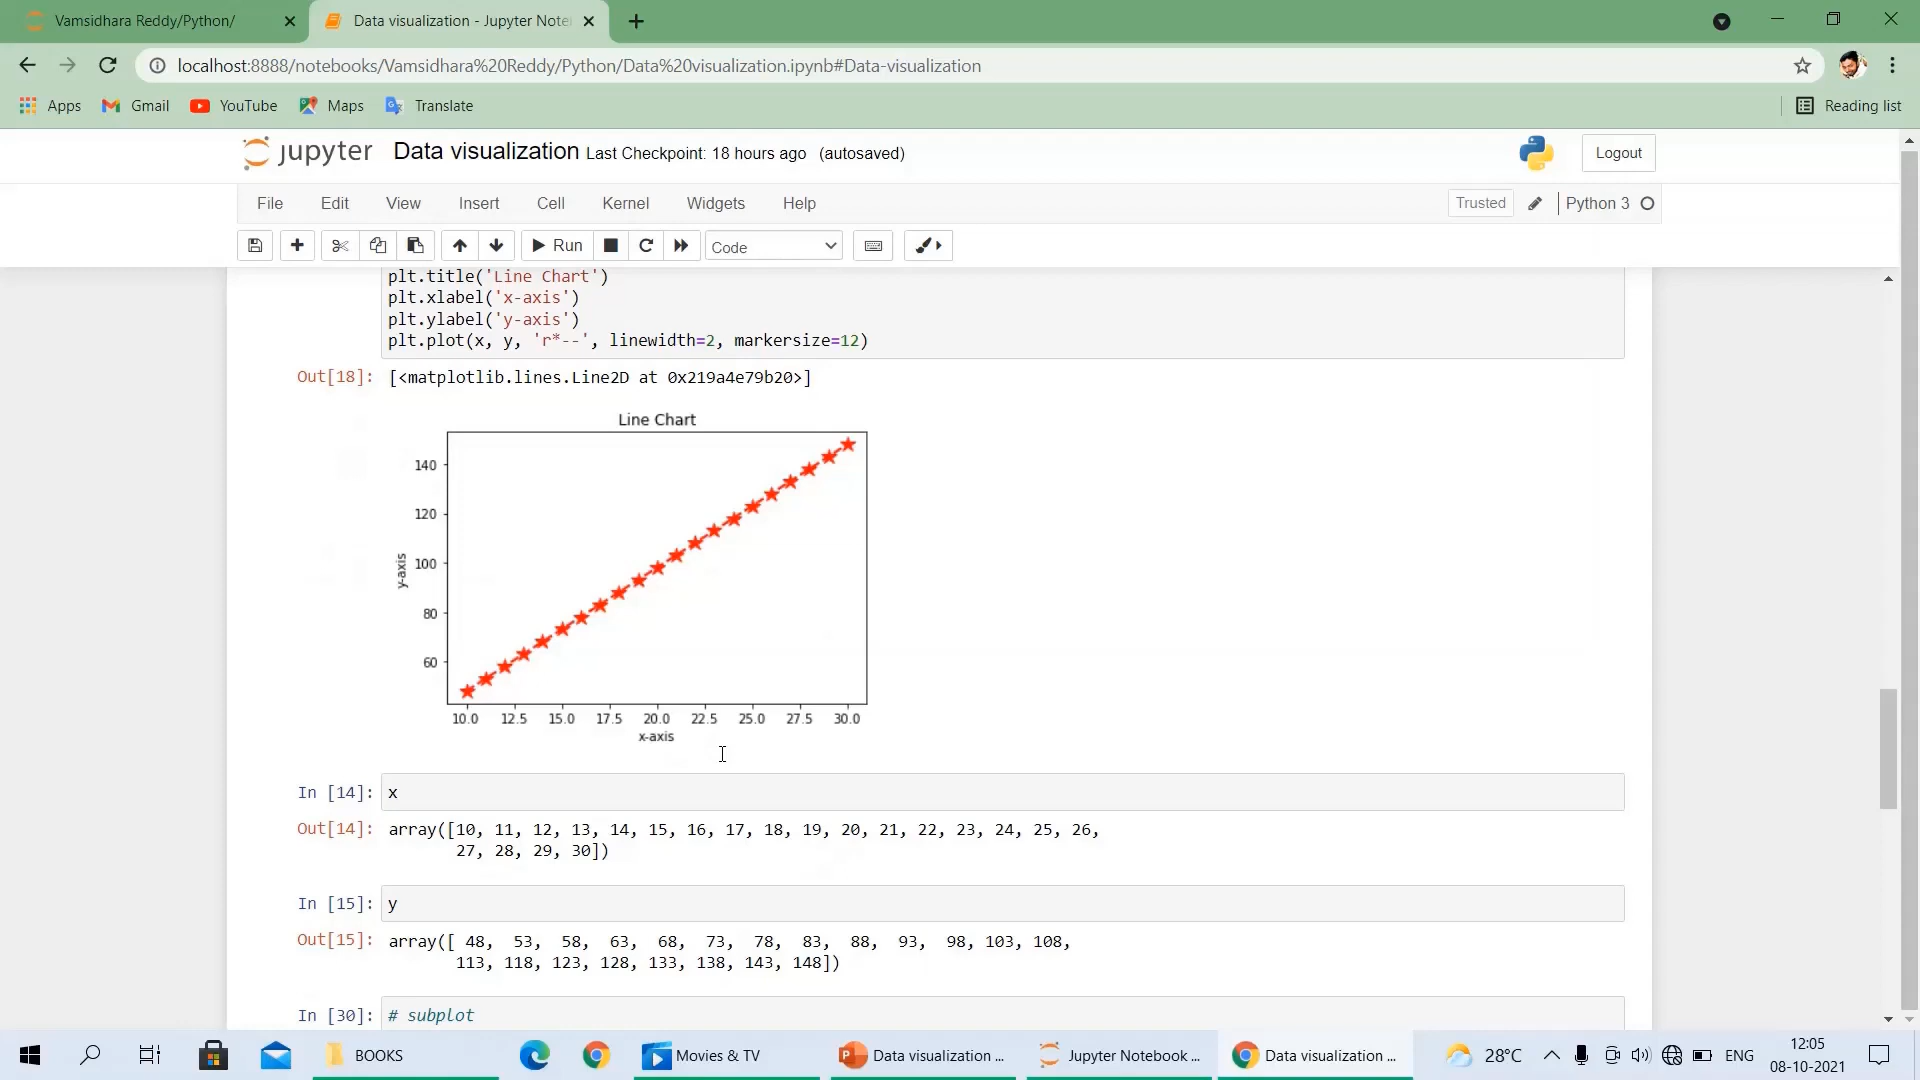 Vamsidhara Reddy/Python/
Data visualization - Jupyter Note
localhost:8888/notebooks/Vamsidhara%20Reddy/Python/Data%20visualization.ipynb#Data-visualization
Apps Gmail YouTube Maps Translate Reading list
jupyter Data visualization Last Checkpoint: 18 hours ago (autosaved) Logout
File Edit View Insert Cell Kernel Widgets Help Trusted Python 3
Run Code
plt.title('Line Chart')
plt.xlabel('x-axis')
plt.ylabel('y-axis')
plt.plot(x, y, 'r*--', linewidth=2, markersize=12)
Out[18]: [<matplotlib.lines.Line2D at 0x219a4e79b20>]
Line Chart
140
120
100
80
60
y-axis
10.0 12.5 15.0 17.5 20.0 22.5 25.0 27.5 30.0
x-axis
In [14]: x
Out[14]: array([10, 11, 12, 13, 14, 15, 16, 17, 18, 19, 20, 21, 22, 23, 24, 25, 26,
27, 28, 29, 30])
In [15]: y
Out[15]: array([ 48, 53, 58, 63, 68, 73, 78, 83, 88, 93, 98, 103, 108,
113, 118, 123, 128, 133, 138, 143, 148])
In [30]: # subplot
BOOKS Movies & TV Data visualization ... Jupyter Notebook ... Data visualization ... 28°C ENG 12:05
08-10-2021